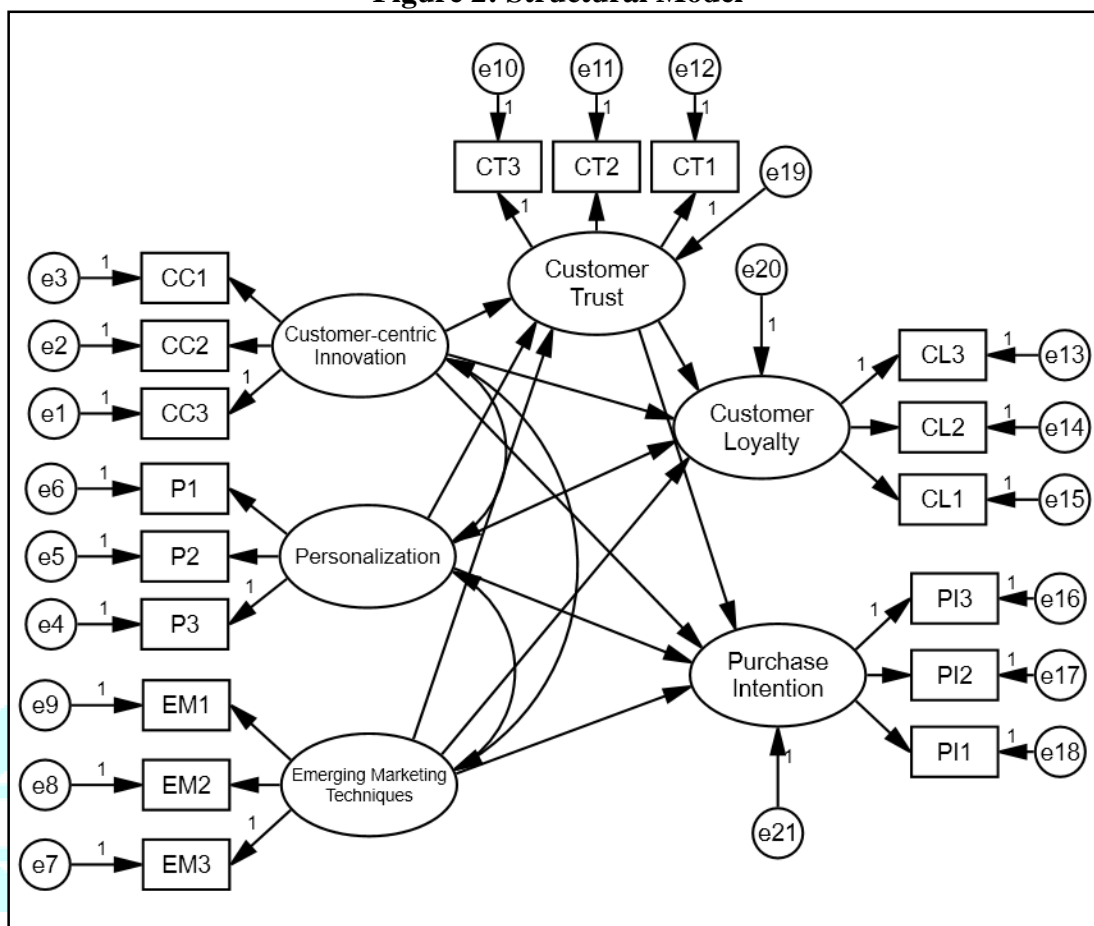 Figure 2: Structural Model
e10
e11
e12
1
1
1
CT3
CT2
CT1
e19
1
1
Customer
Trust
e20
1
e3
1
CC1
e2
1
CC2
e1
1
CC3
1
Customer-centric
Innovation
e6
1
P1
e5
1
P2
e4
1
P3
1
Personalization
e9
1
EM1
e8
1
EM2
e7
1
EM3
1
Emerging Marketing
Techniques
Customer
Loyalty
1
CL3
1
e13
CL2
1
e14
CL1
1
e15
Purchase
Intention
1
PI3
1
e16
PI2
1
e17
PI1
1
e18
1
e21